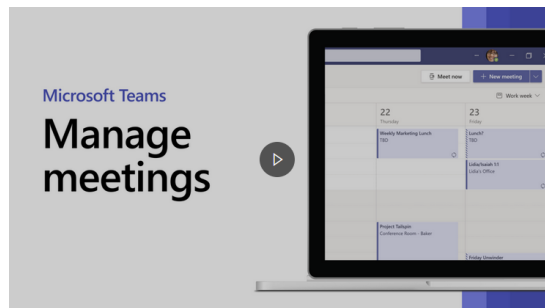 Microsoft Teams
Manage
meetings
Meet now
+ New meeting
Work week
22
Thursday
23
Friday
Weekly Marketing Lunch
TBD
Lunch?
TBD
Lidia/Isaiah 1:1
Lidia's Office
Project Tailspin
Conference Room - Baker
Friday Unwinder